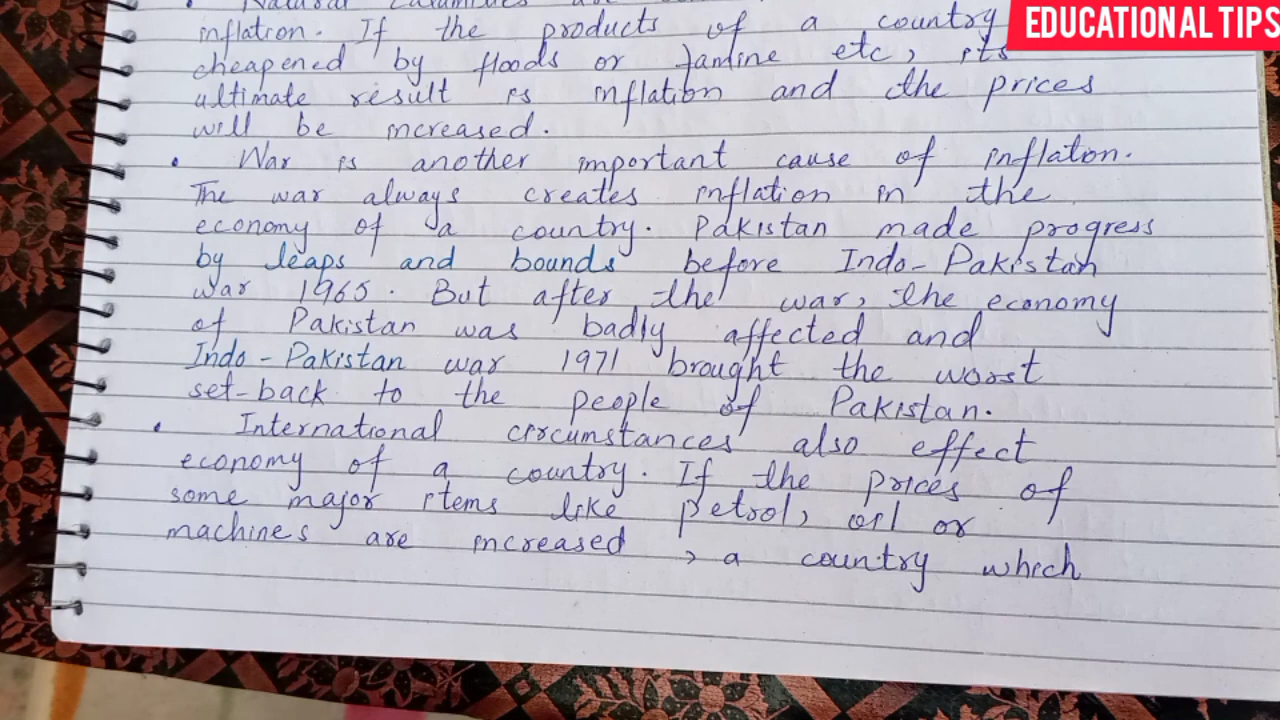 EDUCATIONAL TIPS
Natural
inflation. If the products of a country
cheapened by floods or famine etc, its
ultimate result is inflation and the prices
will be increased.
• War is another important cause of inflaton.
The war always creates inflation in the
economy of a country. Pakistan made progress
by leaps and bounds before Indo-Pakistan
war 1965. But after the war, the economy
of Pakistan was badly affected and
Indo-Pakistan war 1971 brought the worst
set-back to the people of Pakistan.
• International circumstances also effect
economy of a country. If the prices of
some major items like petrol, oil or
machines are increased, a country which